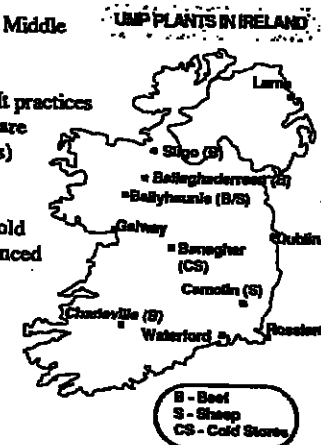 Middle
UMP PLANTS IN IRELAND
It practices
are
s)
old
nced
Larne
Sligo (B)
Ballaghaderreen (B)
Ballyhaunis (B/S)
Galway
Dublin
Banagher
(CS)
Camolin (S)
Charleville (B)
Waterford
Rosslare
B - Beef
S - Sheep
CS - Cold Stores